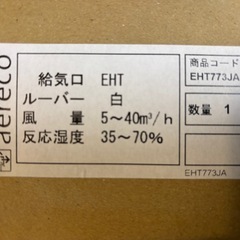 aereco
給気口 EHT
ルーバー 白
風量 5～40m³/h
反応湿度 35～70%
商品コード
EHT773JA
数量 1
EHT773JA